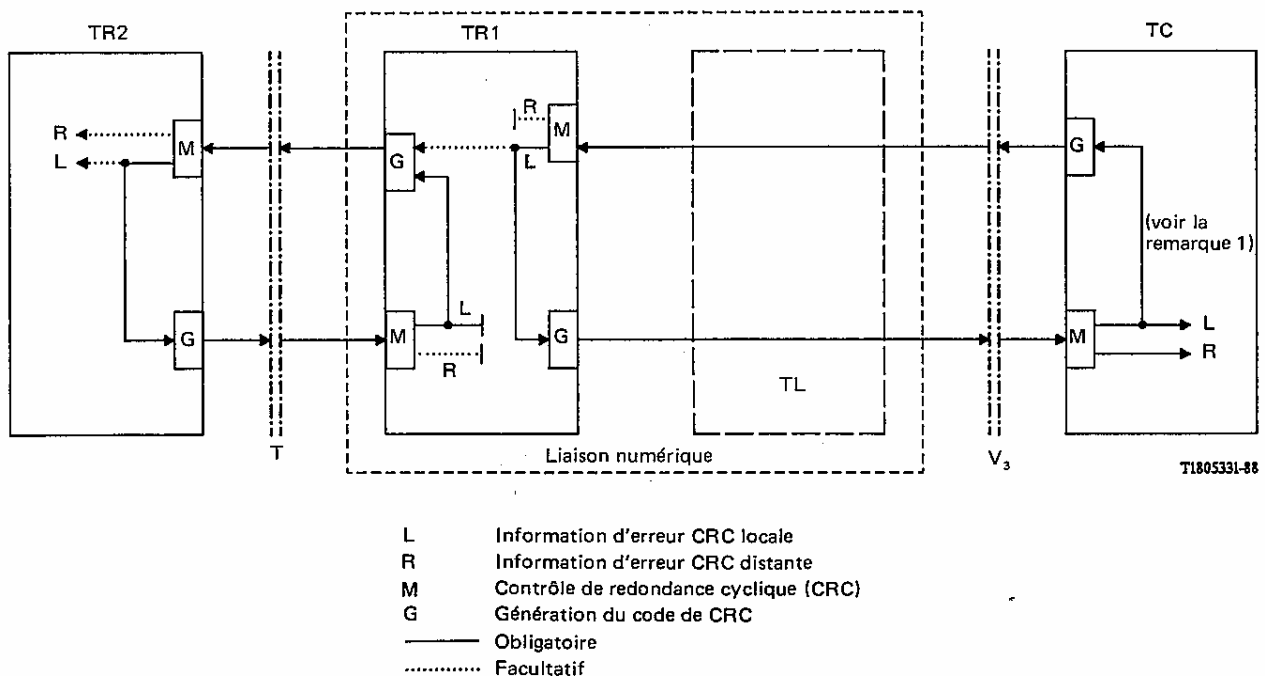 TR2
TR1
TC
R
L
M
G
G
M
L
R
R
L
M
G
TL
G
(voir la
remarque 1)
M
L
R
T
Liaison numérique
V₃
T1805331-88
L Information d'erreur CRC locale
R Information d'erreur CRC distante
M Contrôle de redondance cyclique (CRC)
G Génération du code de CRC
Obligatoire
Facultatif